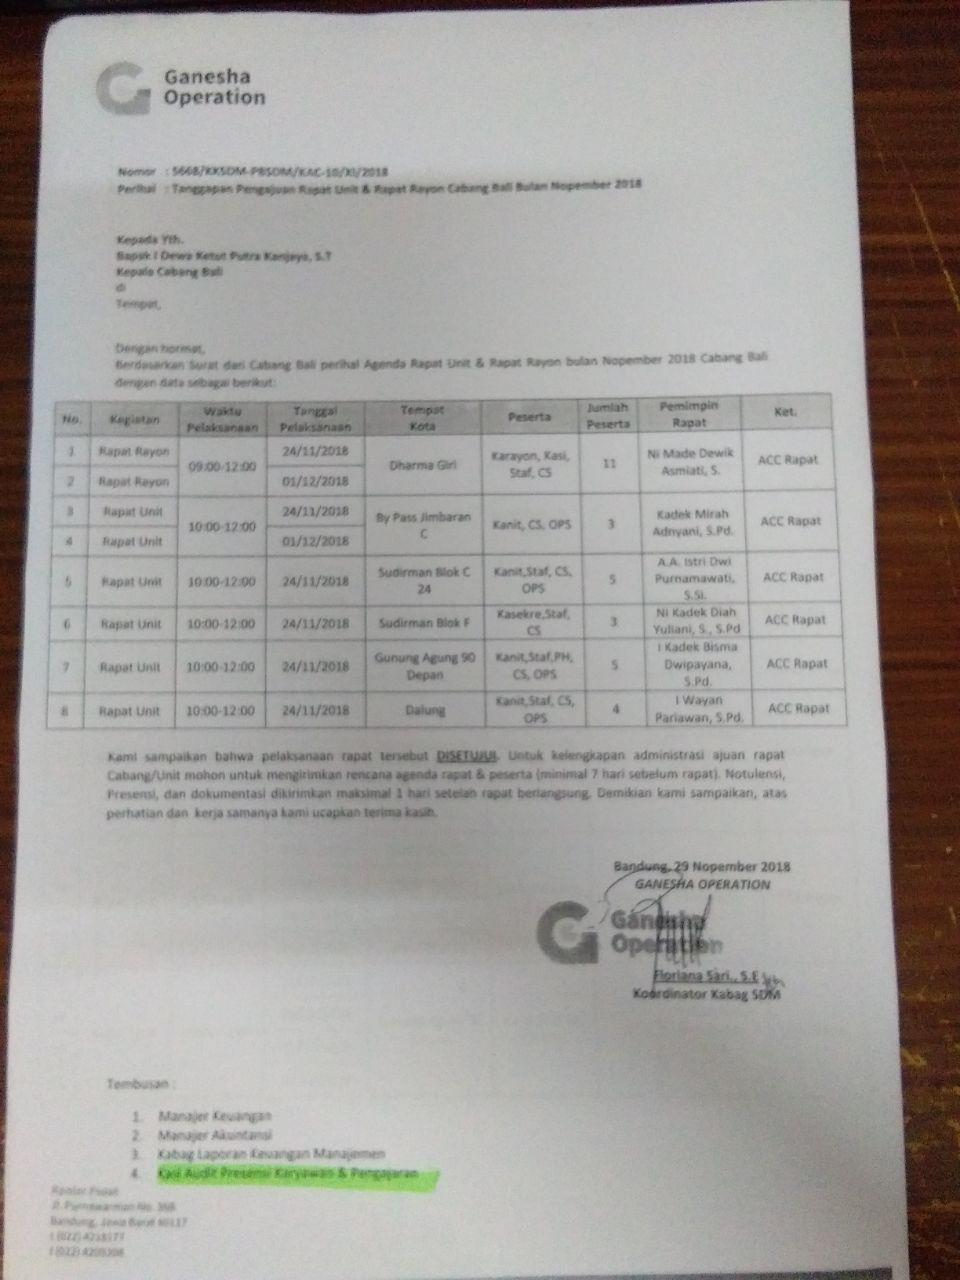 Ganesha
Operation
Nomor : 5668/KKSDM-PBSDM/KAC-10/XI/2018
Perihal : Tanggapan Pengajuan Rapat Unit & Rapat Rayon Cabang Bali Bulan Nopember 2018
Kepada Yth.
Bapak I Dewa Ketut Putra Kanjaya, S.T
Kepala Cabang Bali
di
Tempat,
Dengan hormat,
Berdasarkan Surat dari Cabang Bali perihal Agenda Rapat Unit & Rapat Rayon bulan Nopember 2018 Cabang Bali
dengan data sebagai berikut:
No. Kegiatan Waktu Pelaksanaan Tanggal Pelaksanaan Tempat Kota Peserta Jumlah Peserta Pemimpin Rapat Ket.
1 Rapat Rayon 09:00-12:00 24/11/2018 Dharma Giri Karayon, Kasi, Staf, CS 11 Ni Made Dewik Asmiati, S. ACC Rapat
2 Rapat Rayon 01/12/2018
3 Rapat Unit 10:00-12:00 24/11/2018 By Pass Jimbaran C Kanit, CS, OPS 3 Kadek Mirah Adnyani, S.Pd. ACC Rapat
4 Rapat Unit 01/12/2018
5 Rapat Unit 10:00-12:00 24/11/2018 Sudirman Blok C 24 Kanit,Staf, CS, OPS 5 A.A. Istri Dwi Purnamawati, S.Si. ACC Rapat
6 Rapat Unit 10:00-12:00 24/11/2018 Sudirman Blok F Kasekre,Staf, CS 3 Ni Kadek Diah Yuliani, S., S.Pd ACC Rapat
7 Rapat Unit 10:00-12:00 24/11/2018 Gunung Agung 90 Depan Kanit,Staf,PH, CS, OPS 5 I Kadek Bisma Dwipayana, S.Pd. ACC Rapat
8 Rapat Unit 10:00-12:00 24/11/2018 Dalung Kanit,Staf, CS, OPS 4 I Wayan Pariawan, S.Pd. ACC Rapat
Kami sampaikan bahwa pelaksanaan rapat tersebut DISETUJUI. Untuk kelengkapan administrasi ajuan rapat
Cabang/Unit mohon untuk mengirimkan rencana agenda rapat & peserta (minimal 7 hari sebelum rapat). Notulensi,
Presensi, dan dokumentasi dikirimkan maksimal 1 hari setelah rapat berlangsung. Demikian kami sampaikan, atas
perhatian dan kerja samanya kami ucapkan terima kasih.
Bandung, 29 Nopember 2018
GANESHA OPERATION
Ganesha
Operation
Floriana Sari., S.E
Koordinator Kabag SDM
Tembusan :
1. Manajer Keuangan
2. Manajer Akuntansi
3. Kabag Laporan Keuangan Manajemen
4. Kasi Audit Presensi Karyawan & Pengajaran
Kantor Pusat
Jl. Purnawarman No. 36B
Bandung, Jawa Barat 40117
t (022) 4218177
f (022)